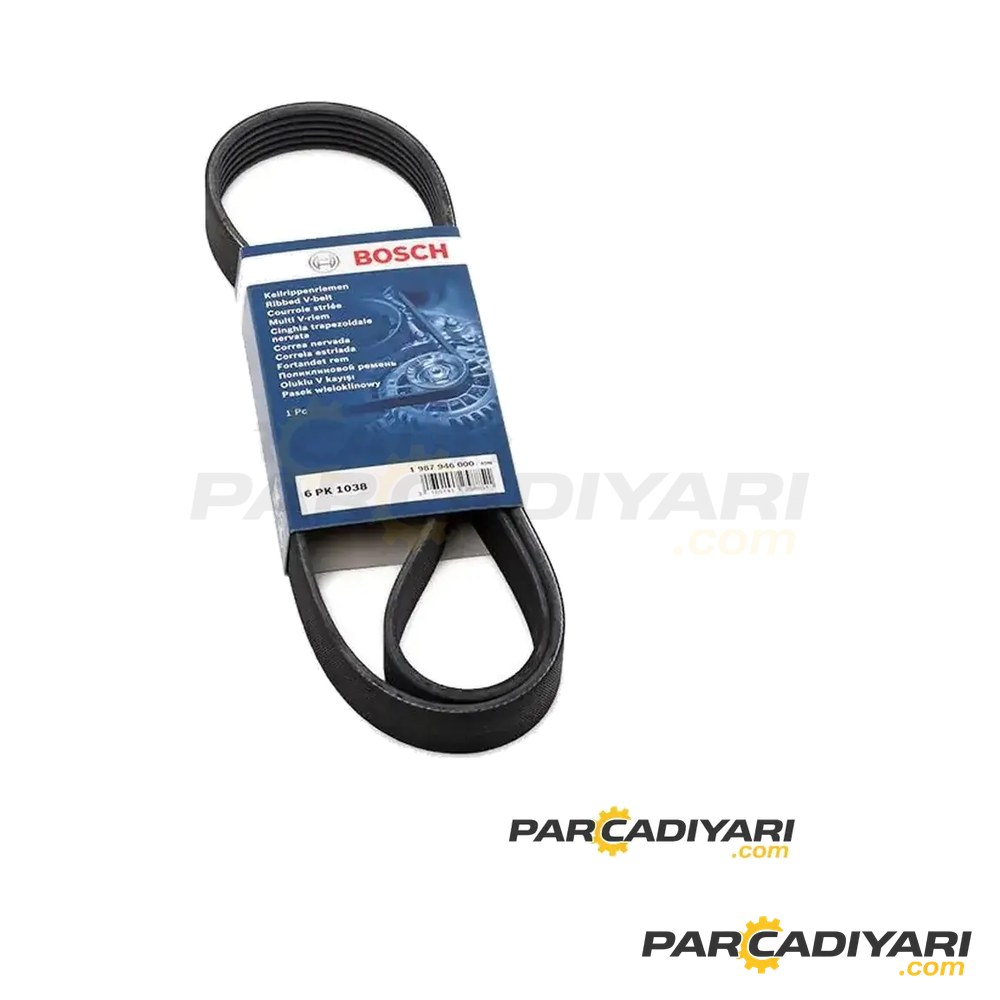 BOSCH
Keilrippenriemen
Ribbed V-belt
Courroie striée
Multi V-riem
Cinghia trapezoidale
nervata
Correa nervada
Correia estriada
Fortandet rem
Поликлиновой ремень
Oluklu V kayışı
Pasek wieloklinowy
1 Pc
1 987 946 000
6 PK 1038
PARCADIYARI
.com
PARCADIYARI
.com
PARCADIYARI
.com